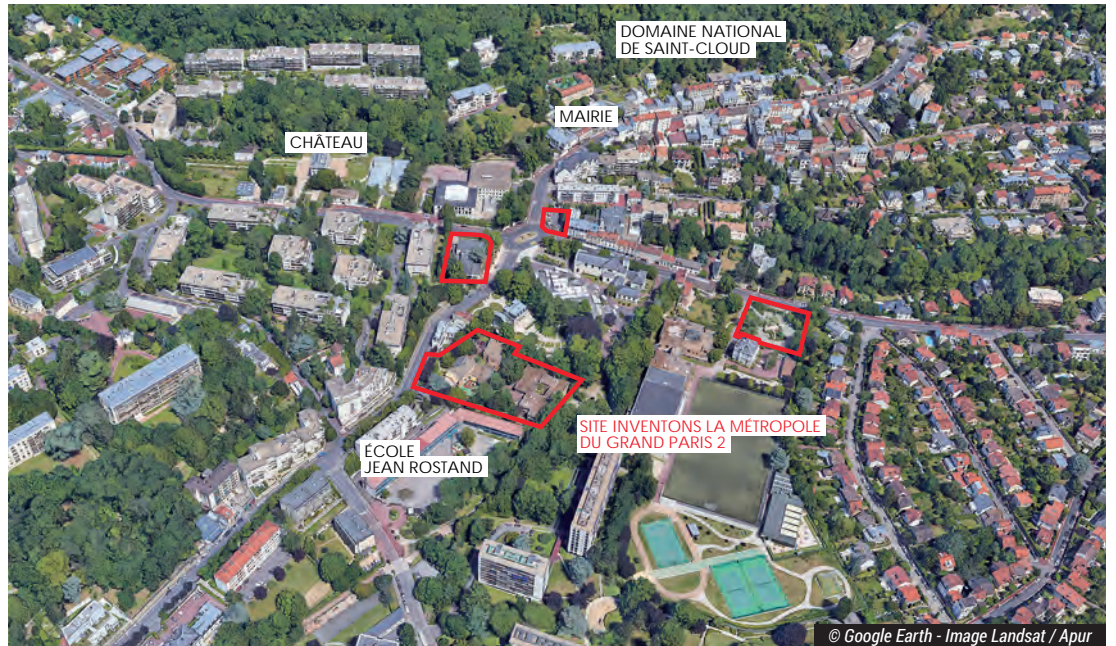 DOMAINE NATIONAL
DE SAINT-CLOUD
MAIRIE
CHÂTEAU
SITE INVENTONS LA MÉTROPOLE
DU GRAND PARIS 2
ÉCOLE
JEAN ROSTAND
© Google Earth - Image Landsat / Apur